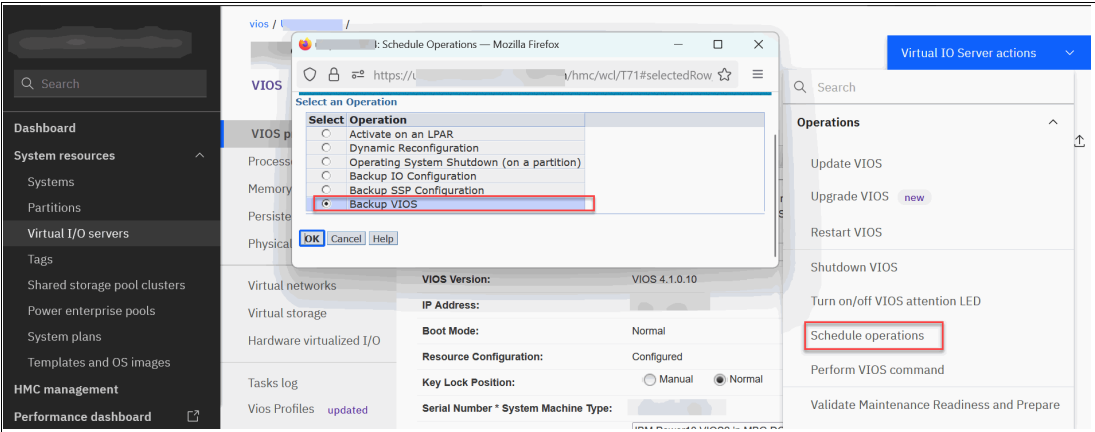 Search
Dashboard
System resources
Systems
Partitions
Virtual I/O servers
Tags
Shared storage pool clusters
Power enterprise pools
System plans
Templates and OS images
HMC management
Performance dashboard
vios /
/
VIOS
VIOS p
Process
Memory
Persiste
Physical
Virtual networks
Virtual storage
Hardware virtualized I/O
Tasks log
Vios Profiles updated
: Schedule Operations — Mozilla Firefox
https:// /hmc/wcl/T71#selectedRow
Select an Operation
Select Operation
Activate on an LPAR
Dynamic Reconfiguration
Operating System Shutdown (on a partition)
Backup IO Configuration
Backup SSP Configuration
Backup VIOS
OK Cancel Help
VIOS Version: VIOS 4.1.0.10
IP Address:
Boot Mode: Normal
Resource Configuration: Configured
Key Lock Position: Manual Normal
Serial Number * System Machine Type:
Virtual IO Server actions
Search
Operations
Update VIOS
Upgrade VIOS new
Restart VIOS
Shutdown VIOS
Turn on/off VIOS attention LED
Schedule operations
Perform VIOS command
Validate Maintenance Readiness and Prepare